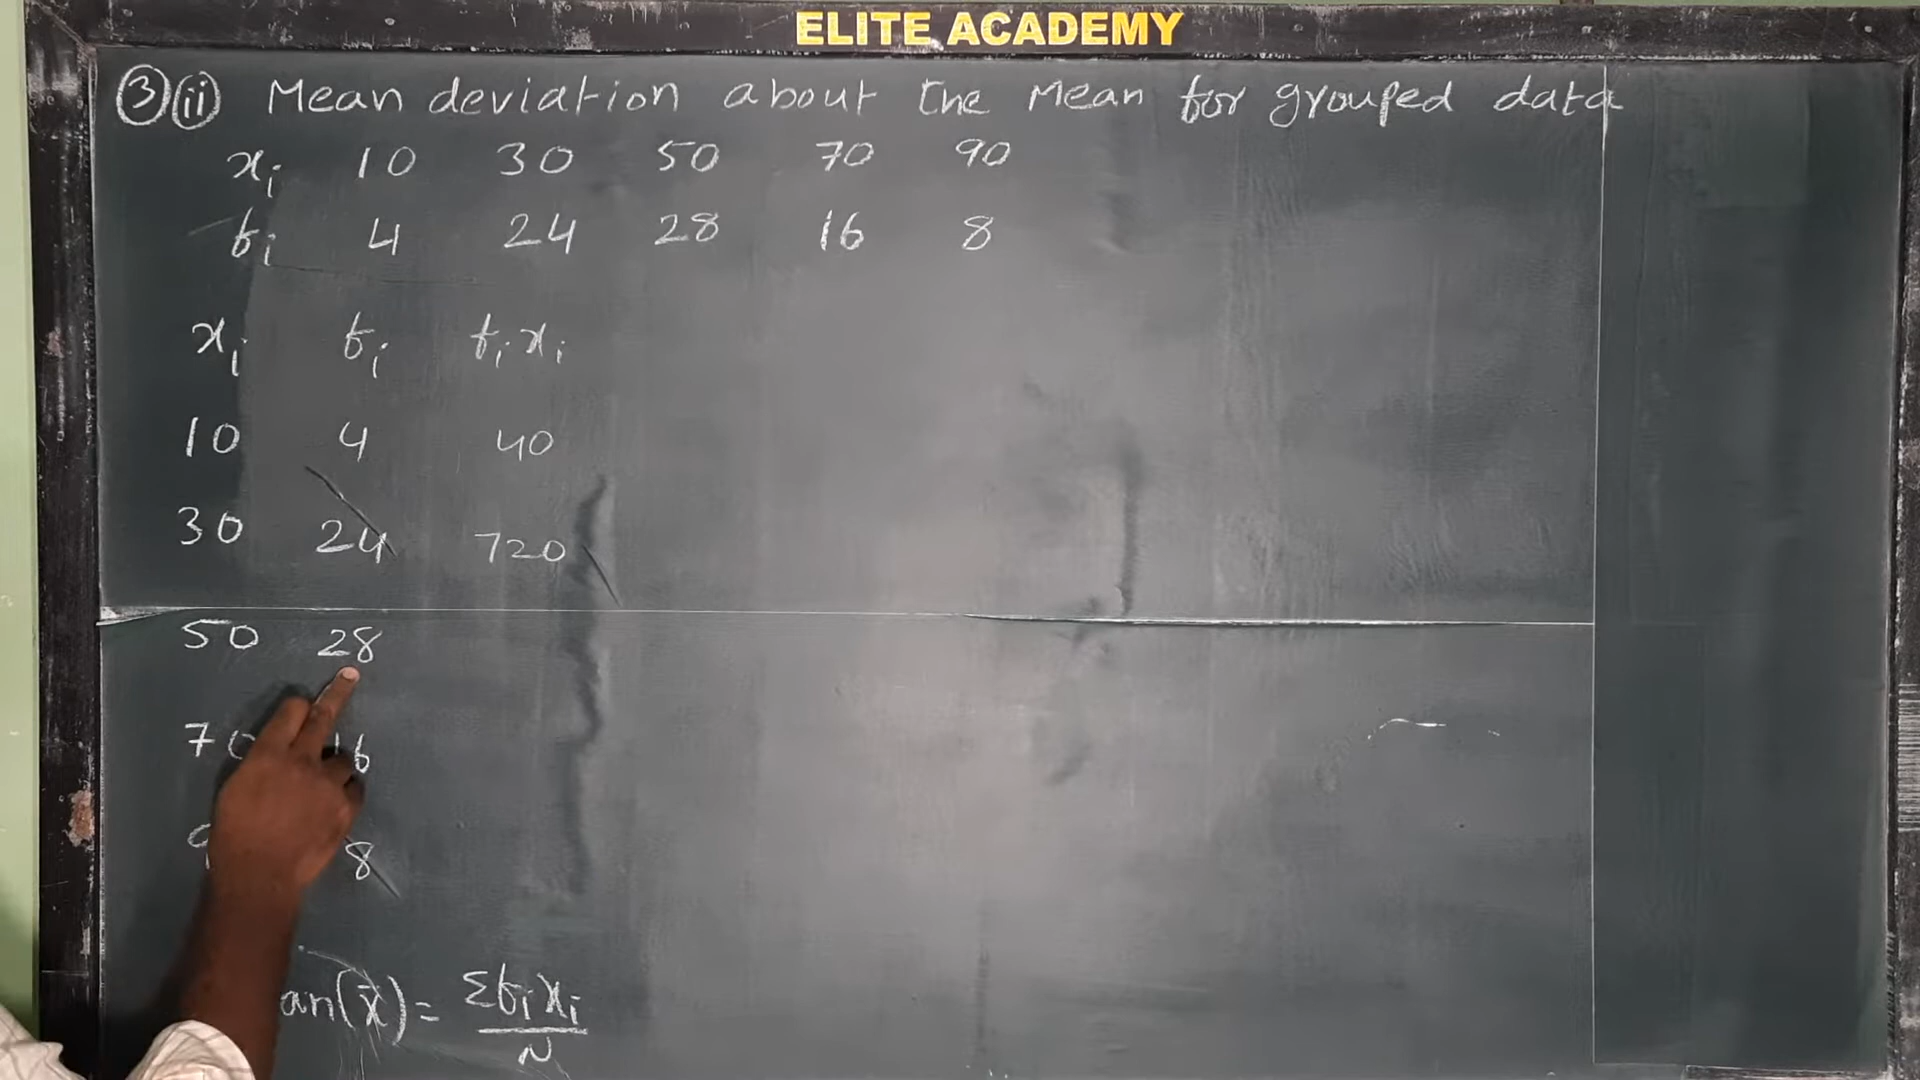 ELITE ACADEMY
③ (ii) Mean deviation about the Mean for grouped data
xᵢ 10 30 50 70 90
fᵢ 4 24 28 16 8
xᵢ fᵢ fᵢxᵢ
10 4 40
30 24 720
50 28
70 16
9 8
an(x̄) = Σfᵢxᵢ
N